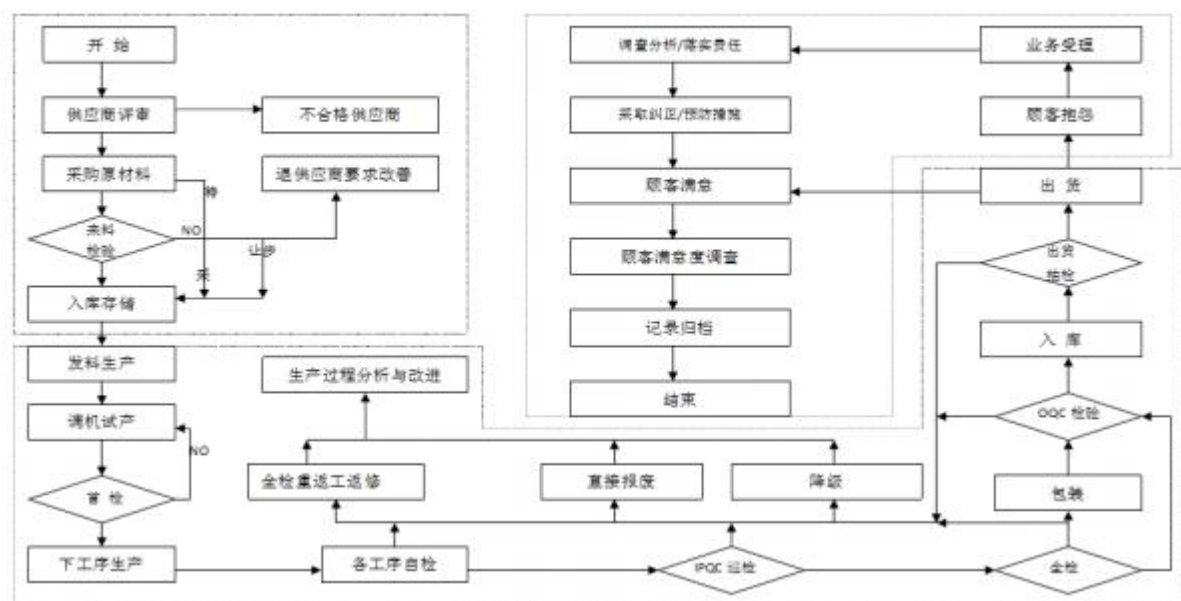 开 始
供应商评审
不合格供应商
采购原材料
退供应商要求改善
特
来料
检验
NO
让步
采
入库存储
发料生产
生产过程分析与改进
调机试产
NO
首 检
全检重返工返修
直接报废
降级
下工序生产
各工序自检
IPQC 巡检
全检
包装
OQC 检验
入 库
出货
抽检
出 货
顾客抱怨
业务受理
调查分析/落实责任
采取纠正/预防措施
顾客满意
顾客满意度调查
记录归档
结束